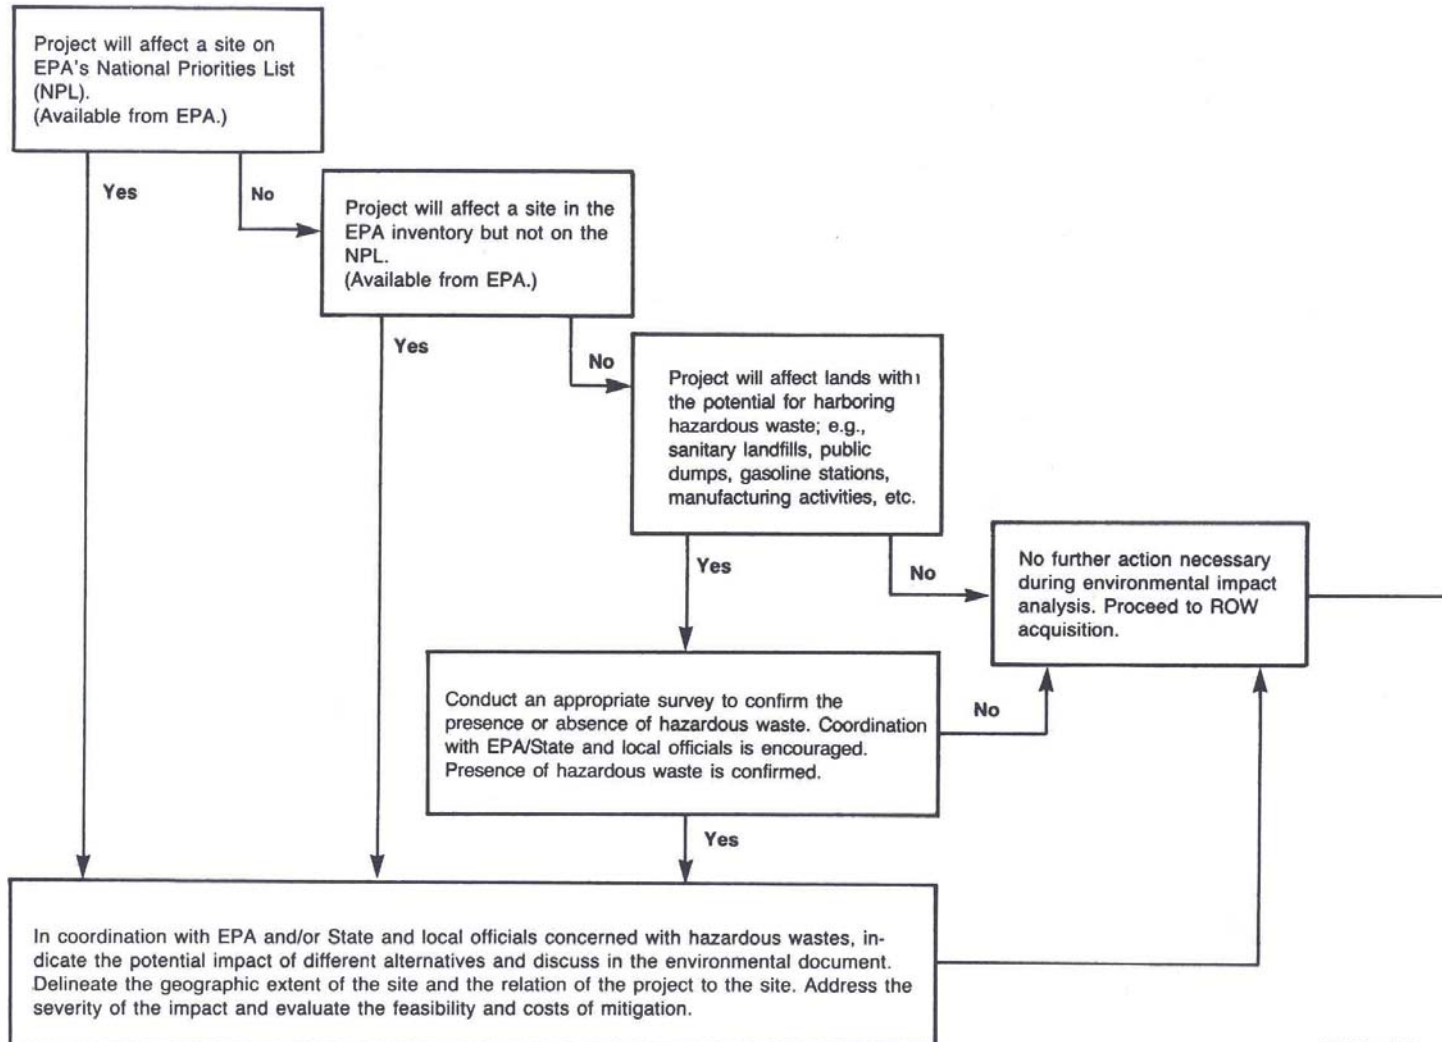 Project will affect a site on
EPA's National Priorities List
(NPL).
(Available from EPA.)
Yes
No
Project will affect a site in the
EPA inventory but not on the
NPL.
(Available from EPA.)
Yes
No
Project will affect lands with
the potential for harboring
hazardous waste; e.g.,
sanitary landfills, public
dumps, gasoline stations,
manufacturing activities, etc.
Yes
No
No further action necessary
during environmental impact
analysis. Proceed to ROW
acquisition.
Conduct an appropriate survey to confirm the
presence or absence of hazardous waste. Coordination
with EPA/State and local officials is encouraged.
Presence of hazardous waste is confirmed.
No
Yes
In coordination with EPA and/or State and local officials concerned with hazardous wastes, in-
dicate the potential impact of different alternatives and discuss in the environmental document.
Delineate the geographic extent of the site and the relation of the project to the site. Address the
severity of the impact and evaluate the feasibility and costs of mitigation.